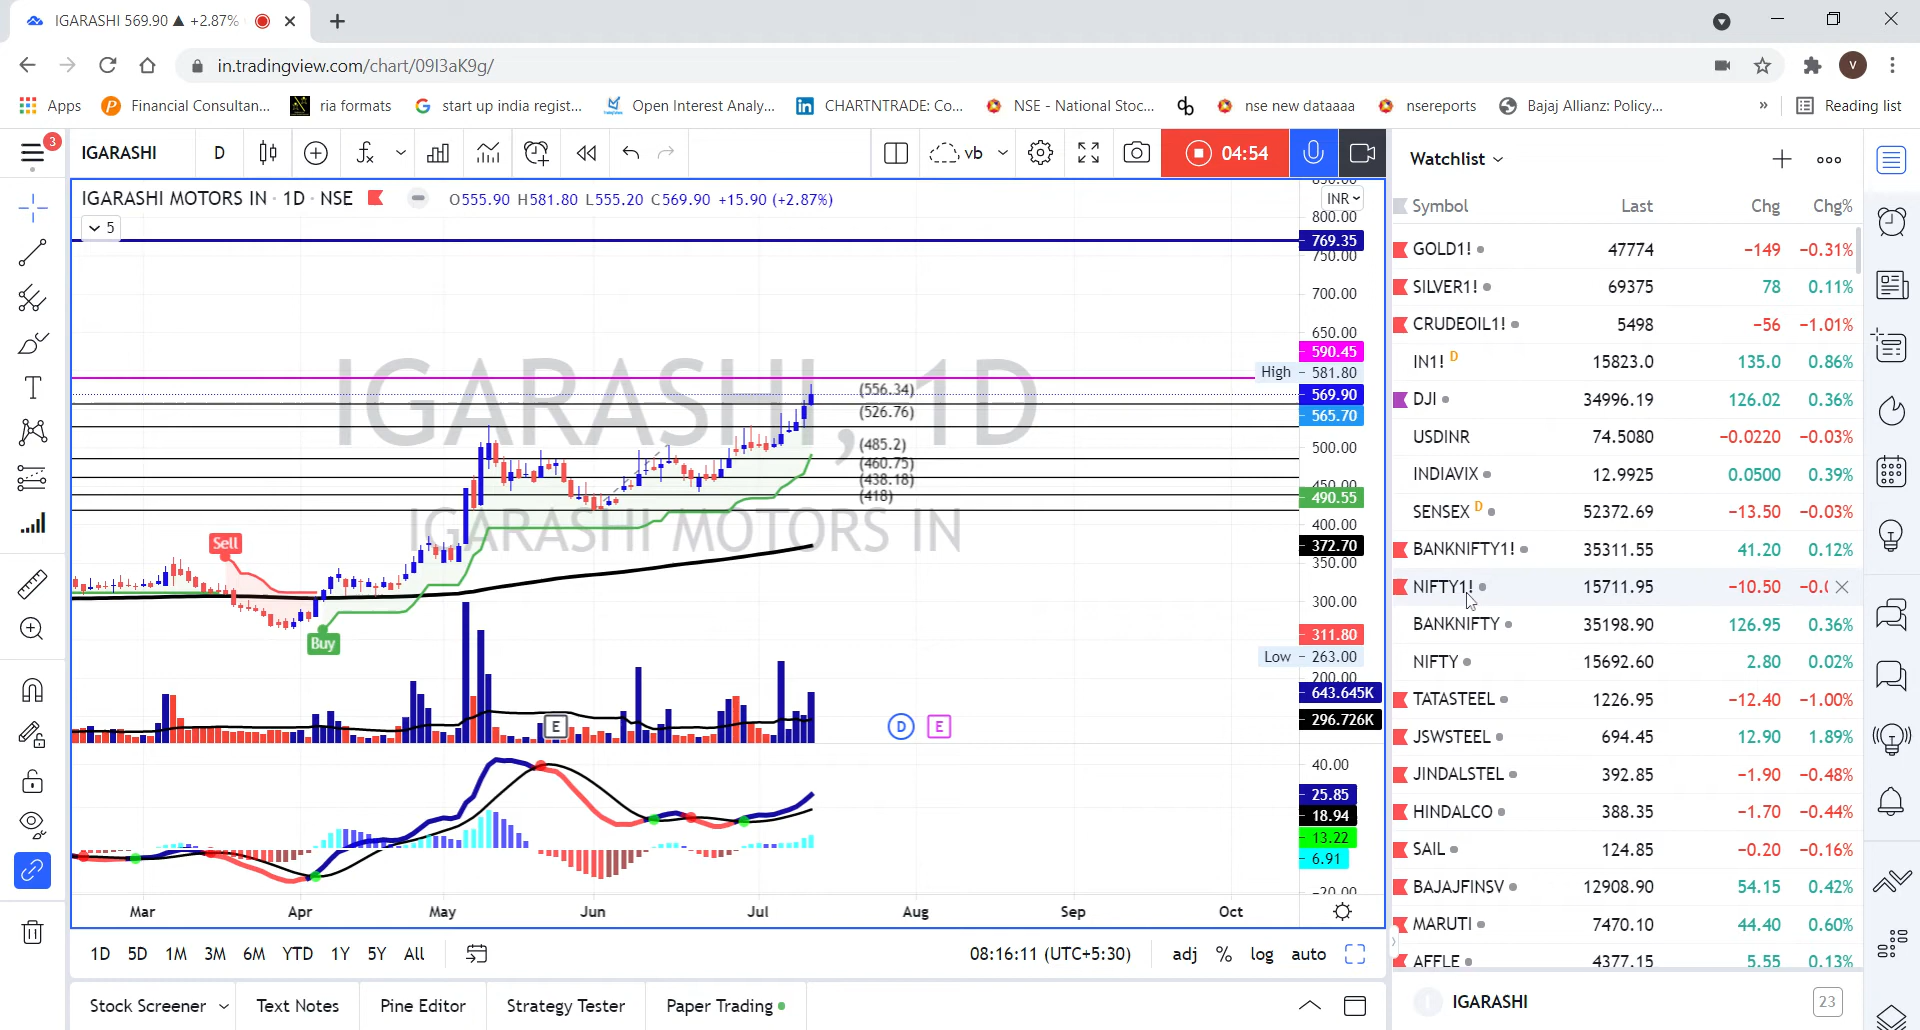 IGARASHI 569.90 ▲ +2.87%
in.tradingview.com/chart/09I3aK9g/
V
Apps
Financial Consultan...
ria formats
start up india regist...
Open Interest Analy...
CHARTNTRADE: Co...
NSE - National Stoc...
nse new dataaaa
nsereports
Bajaj Allianz: Policy...
»
Reading list
3
IGARASHI
D
vb
04:54
Watchlist
IGARASHI MOTORS IN · 1D · NSE
O555.90 H581.80 L555.20 C569.90 +15.90 (+2.87%)
5
INR
IGARASHI, 1D
IGARASHI MOTORS IN
800.00
769.35
750.00
700.00
650.00
590.45
High 581.80
569.90
565.70
500.00
450.00
490.55
400.00
372.70
350.00
300.00
311.80
Low 263.00
200.00
643.645K
296.726K
40.00
25.85
18.94
13.22
6.91
-20.00
(556.34)
(526.76)
(485.2)
(460.75)
(438.18)
(418)
Sell
Buy
E
D
E
Mar Apr May Jun Jul Aug Sep Oct
1D 5D 1M 3M 6M YTD 1Y 5Y All
08:16:11 (UTC+5:30)
adj % log auto
Stock Screener
Text Notes
Pine Editor
Strategy Tester
Paper Trading
Symbol Last Chg Chg%
GOLD1! 47774 −149 −0.31%
SILVER1! 69375 78 0.11%
CRUDEOIL1! 5498 −56 −1.01%
IN1! D 15823.0 135.0 0.86%
DJI 34996.19 126.02 0.36%
USDINR 74.5080 −0.0220 −0.03%
INDIAVIX 12.9925 0.0500 0.39%
SENSEX D 52372.69 −13.50 −0.03%
BANKNIFTY1! 35311.55 41.20 0.12%
NIFTY1! 15711.95 −10.50
BANKNIFTY 35198.90 126.95 0.36%
NIFTY 15692.60 2.80 0.02%
TATASTEEL 1226.95 −12.40 −1.00%
JSWSTEEL 694.45 12.90 1.89%
JINDALSTEL 392.85 −1.90 −0.48%
HINDALCO 388.35 −1.70 −0.44%
SAIL 124.85 −0.20 −0.16%
BAJAJFINSV 12908.90 54.15 0.42%
MARUTI 7470.10 44.40 0.60%
AFFLE 4377.15 5.55 0.13%
IGARASHI
23